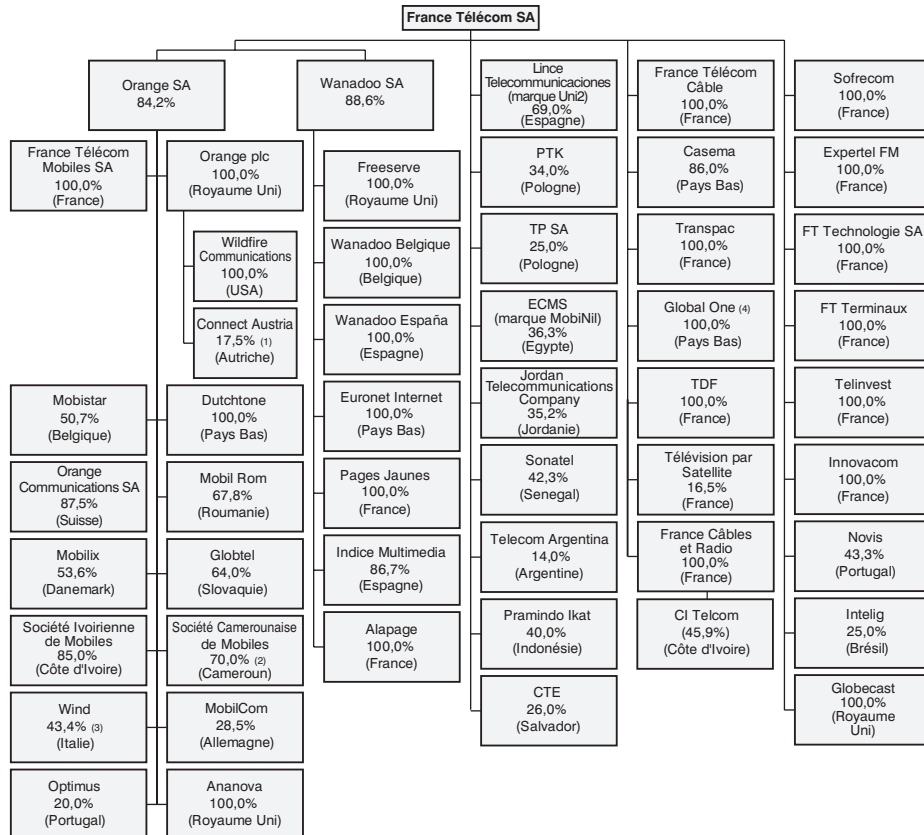 France Télécom SA
Orange SA
84,2%
Wanadoo SA
88,6%
France Télécom
Mobiles SA
100,0%
(France)
Orange plc
100,0%
(Royaume Uni)
Wildfire
Communications
100,0%
(USA)
Connect Austria
17,5% (1)
(Autriche)
Mobistar
50,7%
(Belgique)
Dutchtone
100,0%
(Pays Bas)
Orange
Communications SA
87,5%
(Suisse)
Mobil Rom
67,8%
(Roumanie)
Mobilix
53,6%
(Danemark)
Globtel
64,0%
(Slovaquie)
Société Ivoirienne
de Mobiles
85,0%
(Côte d'Ivoire)
Société Camerounaise
de Mobiles
70,0% (2)
(Cameroun)
Wind
43,4% (3)
(Italie)
MobilCom
28,5%
(Allemagne)
Optimus
20,0%
(Portugal)
Ananova
100,0%
(Royaume Uni)
Freeserve
100,0%
(Royaume Uni)
Wanadoo Belgique
100,0%
(Belgique)
Wanadoo España
100,0%
(Espagne)
Euronet Internet
100,0%
(Pays Bas)
Pages Jaunes
100,0%
(France)
Indice Multimedia
86,7%
(Espagne)
Alapage
100,0%
(France)
Lince
Telecommunicaciones
(marque Uni2)
69,0%
(Espagne)
PTK
34,0%
(Pologne)
TP SA
25,0%
(Pologne)
ECMS
(marque MobiNil)
36,3%
(Egypte)
Jordan
Telecommunications
Company
35,2%
(Jordanie)
Sonatel
42,3%
(Senegal)
Telecom Argentina
14,0%
(Argentine)
Pramindo Ikat
40,0%
(Indonésie)
CTE
26,0%
(Salvador)
France Télécom
Câble
100,0%
(France)
Casema
86,0%
(Pays Bas)
Transpac
100,0%
(France)
Global One (4)
100,0%
(Pays Bas)
TDF
100,0%
(France)
Télévision par
Satellite
16,5%
(France)
France Câbles
et Radio
100,0%
(France)
CI Telcom
(45,9%)
(Côte d'Ivoire)
Sofrecom
100,0%
(France)
Expertel FM
100,0%
(France)
FT Technologie SA
100,0%
(France)
FT Terminaux
100,0%
(France)
Telinvest
100,0%
(France)
Innovacom
100,0%
(France)
Novis
43,3%
(Portugal)
Intelig
25,0%
(Brésil)
Globecast
100,0%
(Royaume
Uni)